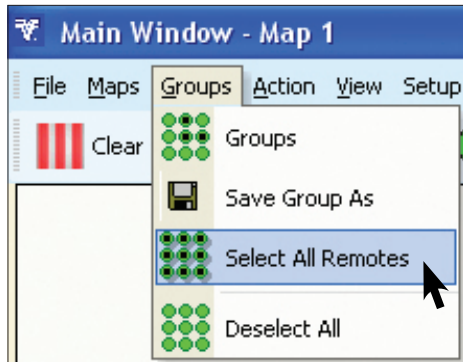 Main Window - Map 1
File Maps Groups Action View Setup
Clear
Groups
Save Group As
Select All Remotes
Deselect All